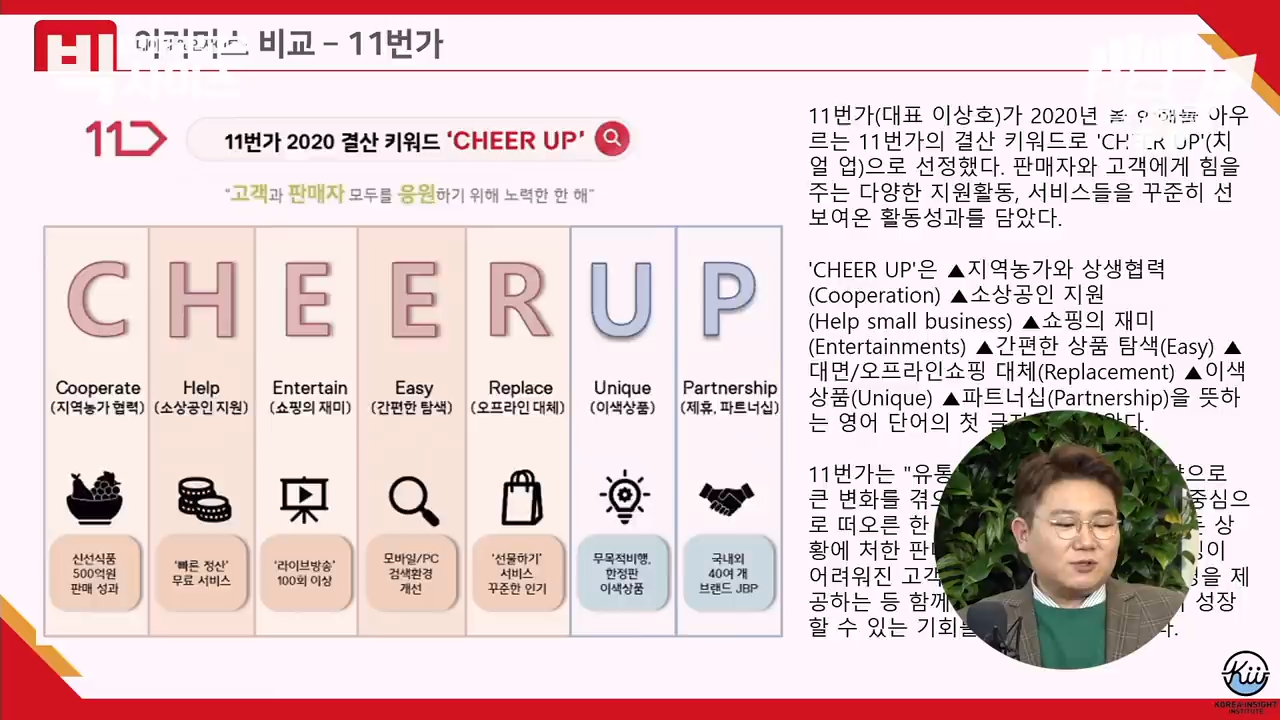 빅
비교 – 11번가
11
11번가 2020 결산 키워드 ‘CHEER UP’
“고객과 판매자 모두를 응원하기 위해 노력한 한 해”
C H E E R U P
Cooperate Help Entertain Easy Replace Unique Partnership
(지역농가 협력) (소상공인 지원) (쇼핑의 재미) (간편한 탐색) (오프라인 대체) (이색상품) (제휴, 파트너십)
신선식품
500억원
판매 성과
‘빠른 정산’
무료 서비스
‘라이브방송’
100회 이상
모바일/PC
검색환경
개선
‘선물하기’
서비스
꾸준한 인기
무목적비행,
한정판
이색상품
국내외
40여 개
브랜드 JBP
11번가(대표 이상호)가 2020년 아우
르는 11번가의 결산 키워드로 'CHEER UP'(치
얼 업)으로 선정했다. 판매자와 고객에게 힘을
주는 다양한 지원활동, 서비스들을 꾸준히 선
보여온 활동성과를 담았다.
'CHEER UP'은 ▲지역농가와 상생협력
(Cooperation) ▲소상공인 지원
(Help small business) ▲쇼핑의 재미
(Entertainments) ▲간편한 상품 탐색(Easy) ▲
대면/오프라인쇼핑 대체(Replacement) ▲이색
상품(Unique) ▲파트너십(Partnership)을 뜻하
는 영어 단어의 첫
11번가는 "유통
큰 변화를 중심으
로 떠오른 한 상
황에 처한
어려워진 제
공하는 등 함께 성장
할 수 있는
Kii
KOREA INSIGHT
INSTITUTE